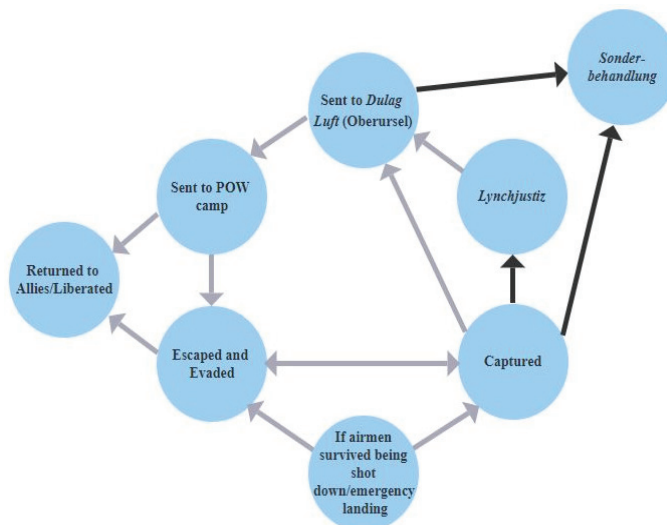 Sonder-
behandlung
Sent to Dulag
Luft (Oberursel)
Sent to POW
camp
Lynchjustiz
Returned to
Allies/Liberated
Escaped and
Evaded
Captured
If airmen
survived being
shot
down/emergency
landing